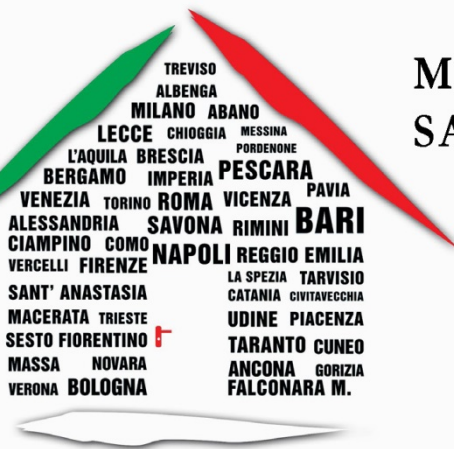 TREVISO
ALBENGA
MILANO ABANO
LECCE CHIOGGIA MESSINA
PORDENONE
L'AQUILA BRESCIA PESCARA
BERGAMO IMPERIA
PAVIA
VENEZIA TORINO ROMA VICENZA
ALESSANDRIA SAVONA RIMINI BARI
CIAMPINO COMO NAPOLI REGGIO EMILIA
VERCELLI FIRENZE
LA SPEZIA TARVISIO
SANT' ANASTASIA CATANIA CIVITAVECCHIA
MACERATA TRIESTE UDINE PIACENZA
SESTO FIORENTINO TARANTO CUNEO
MASSA NOVARA ANCONA GORIZIA
VERONA BOLOGNA FALCONARA M.
M
SA